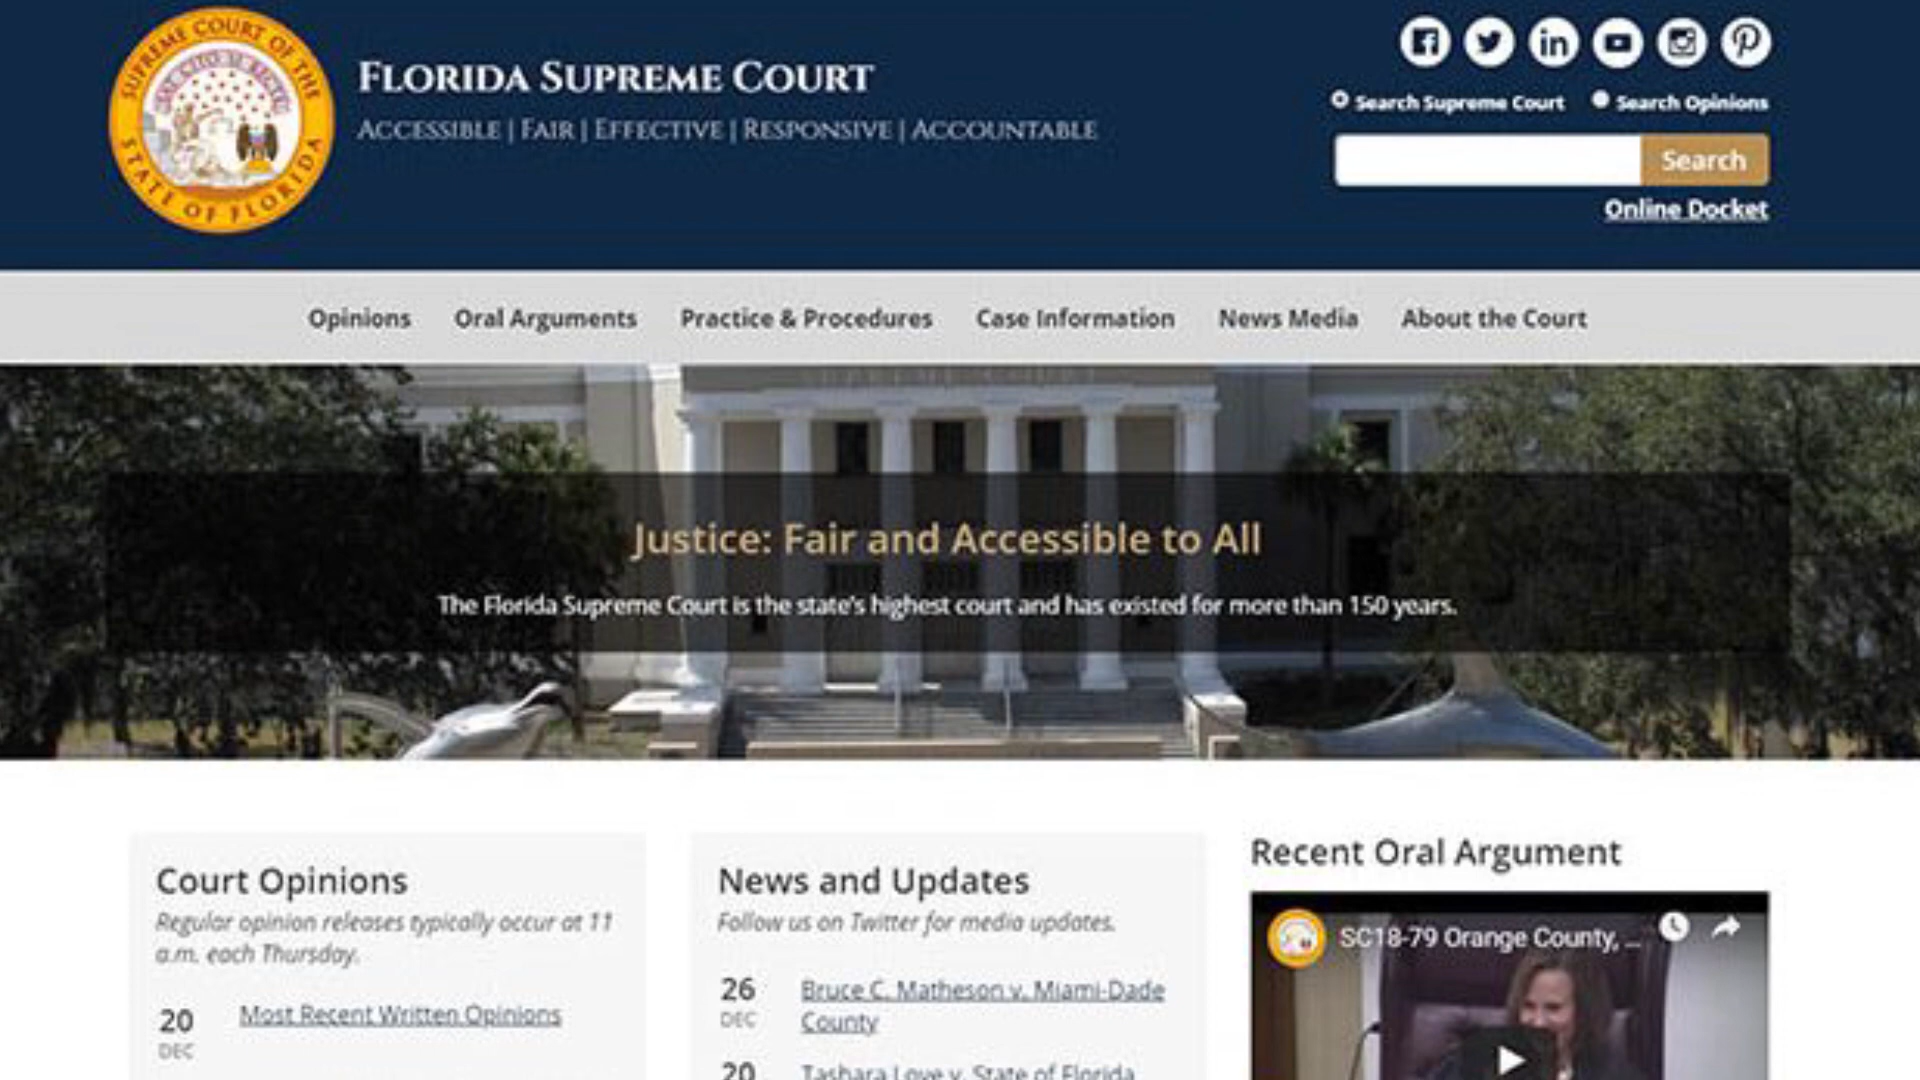 SUPREME COURT OF THE
STATE OF FLORIDA
FLORIDA SUPREME COURT
ACCESSIBLE | FAIR | EFFECTIVE | RESPONSIVE | ACCOUNTABLE
Search Supreme Court Search Opinions
Search
Online Docket
Opinions Oral Arguments Practice & Procedures Case Information News Media About the Court
Justice: Fair and Accessible to All
The Florida Supreme Court is the state's highest court and has existed for more than 150 years.
Court Opinions
Regular opinion releases typically occur at 11
a.m. each Thursday.
20 Most Recent Written Opinions
DEC
News and Updates
Follow us on Twitter for media updates.
26 Bruce C. Matheson v. Miami-Dade
DEC County
20 Tashara Love v. State of Florida
Recent Oral Argument
SC18-79 Orange County, ...